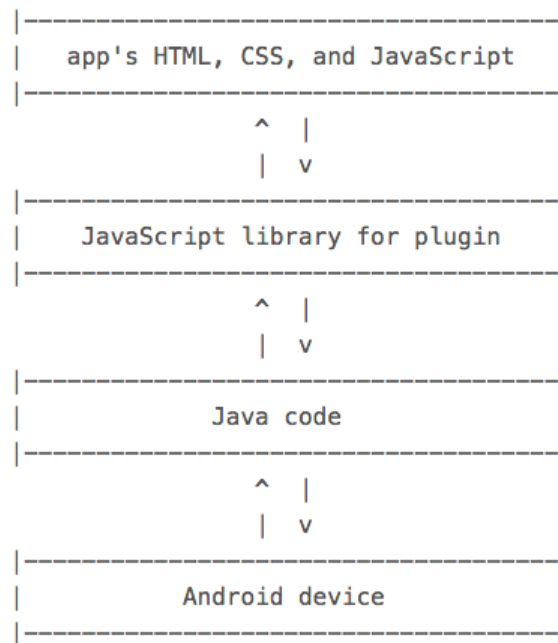 |-------------------------------------
| app's HTML, CSS, and JavaScript
|-------------------------------------
^ |
| v
|-------------------------------------
| JavaScript library for plugin
|-------------------------------------
^ |
| v
|-------------------------------------
| Java code
|-------------------------------------
^ |
| v
|-------------------------------------
| Android device
|-------------------------------------